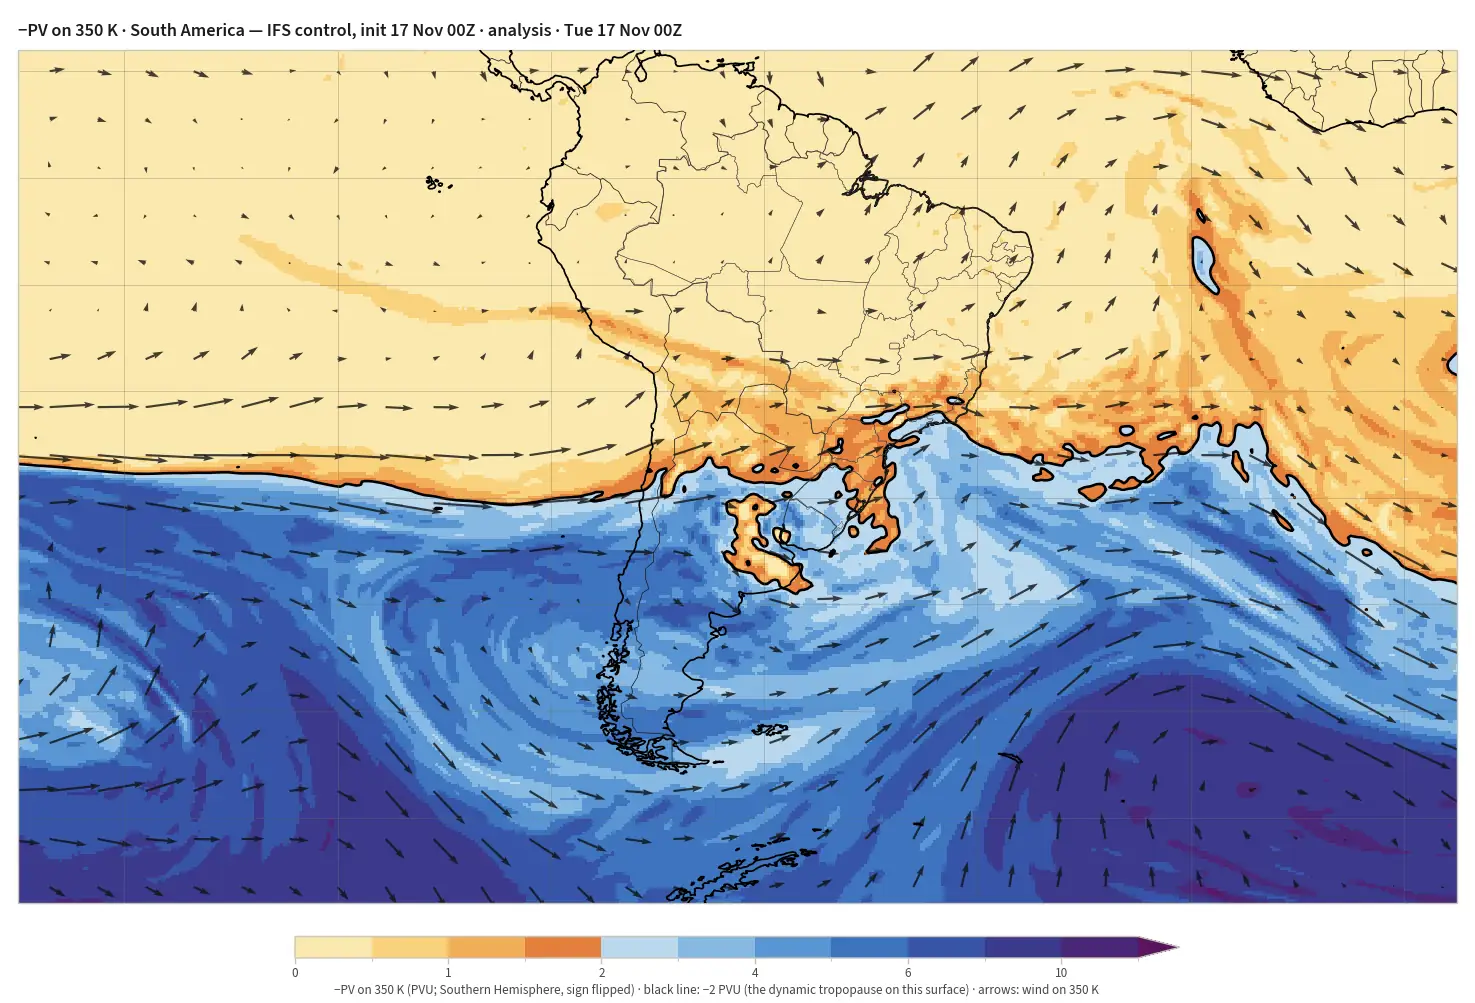 −PV on 350 K · South America — IFS control, init 17 Nov 00Z · analysis · Tue 17 Nov 00Z
0 1 2 4 6 10
−PV on 350 K (PVU; Southern Hemisphere, sign flipped) · black line: −2 PVU (the dynamic tropopause on this surface) · arrows: wind on 350 K